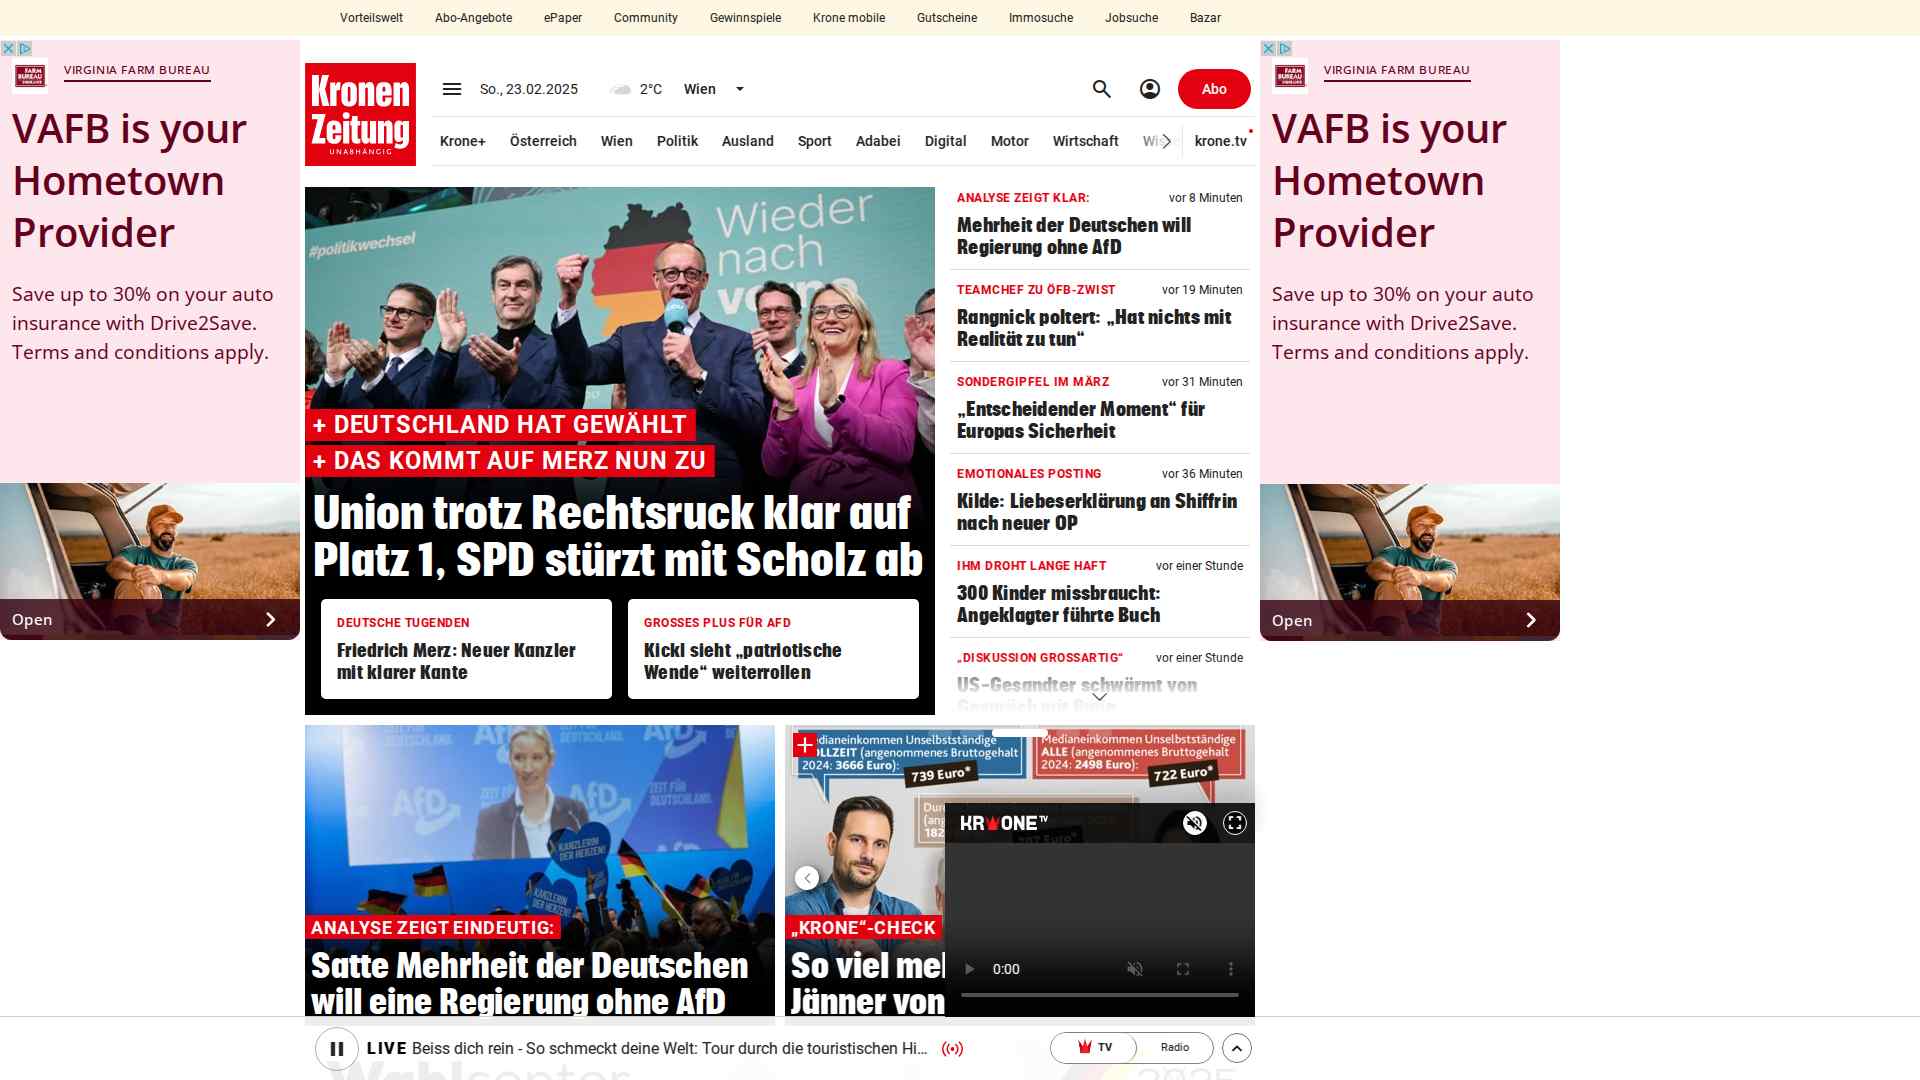 Vorteilswelt Abo-Angebote ePaper Community Gewinnspiele Krone mobile Gutscheine Immosuche Jobsuche Bazar
VIRGINIA FARM BUREAU
VAFB is your
Hometown
Provider
Save up to 30% on your auto
insurance with Drive2Save.
Terms and conditions apply.
Open
Kronen
Zeitung
UNABHÄNGIG
So., 23.02.2025 2°C Wien
Abo
Krone+ Österreich Wien Politik Ausland Sport Adabei Digital Motor Wirtschaft krone.tv
#politikwechsel
Wieder
nach
vorne
+ DEUTSCHLAND HAT GEWÄHLT
+ DAS KOMMT AUF MERZ NUN ZU
Union trotz Rechtsruck klar auf
Platz 1, SPD stürzt mit Scholz ab
DEUTSCHE TUGENDEN
Friedrich Merz: Neuer Kanzler
mit klarer Kante
GROSSES PLUS FÜR AFD
Kickl sieht „patriotische
Wende“ weiterrollen
ANALYSE ZEIGT KLAR: vor 8 Minuten
Mehrheit der Deutschen will
Regierung ohne AfD
TEAMCHEF ZU ÖFB-ZWIST vor 19 Minuten
Rangnick poltert: „Hat nichts mit
Realität zu tun“
SONDERGIPFEL IM MÄRZ vor 31 Minuten
„Entscheidender Moment“ für
Europas Sicherheit
EMOTIONALES POSTING vor 36 Minuten
Kilde: Liebeserklärung an Shiffrin
nach neuer OP
IHM DROHT LANGE HAFT vor einer Stunde
300 Kinder missbraucht:
Angeklagter führte Buch
„DISKUSSION GROSSARTIG“ vor einer Stunde
US-Gesandter schwärmt von
VIRGINIA FARM BUREAU
VAFB is your
Hometown
Provider
Save up to 30% on your auto
insurance with Drive2Save.
Terms and conditions apply.
Open
ZEIT FÜR
DEUTSCHLAND.
AfD
KANZLERIN
DER HERZEN!
ANALYSE ZEIGT EINDEUTIG:
Satte Mehrheit der Deutschen
will eine Regierung ohne AfD
Medianeinkommen Unselbstständige
VOLLZEIT (angenommenes Bruttogehalt
2024: 3666 Euro):
739 Euro*
Medianeinkommen Unselbstständige
ALLE (angenommenes Bruttogehalt
2024: 2498 Euro):
722 Euro*
„KRONE“-CHECK
So viel
Jänner von
KRONE TV
0:00
LIVE Beiss dich rein - So schmeckt deine Welt: Tour durch die touristischen Hi...
TV Radio